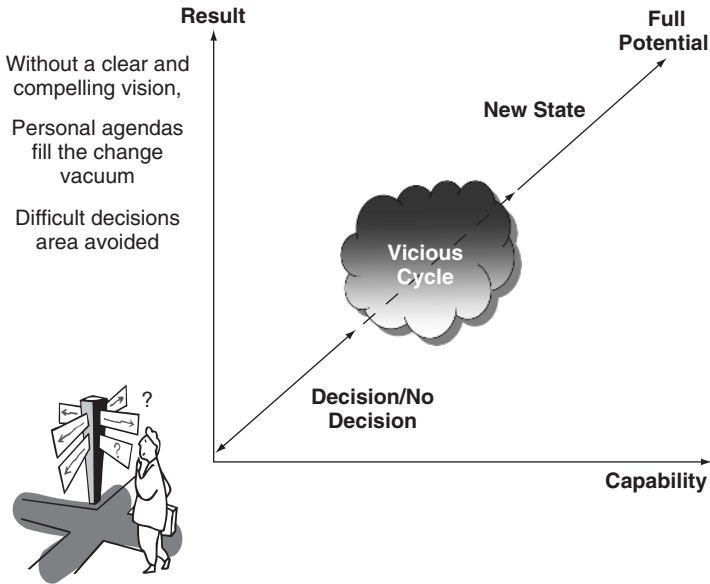 Result
Full
Potential
Without a clear and
compelling vision,
Personal agendas
fill the change
vacuum
Difficult decisions
area avoided
New State
Vicious
Cycle
Decision/No
Decision
?
?
Capability